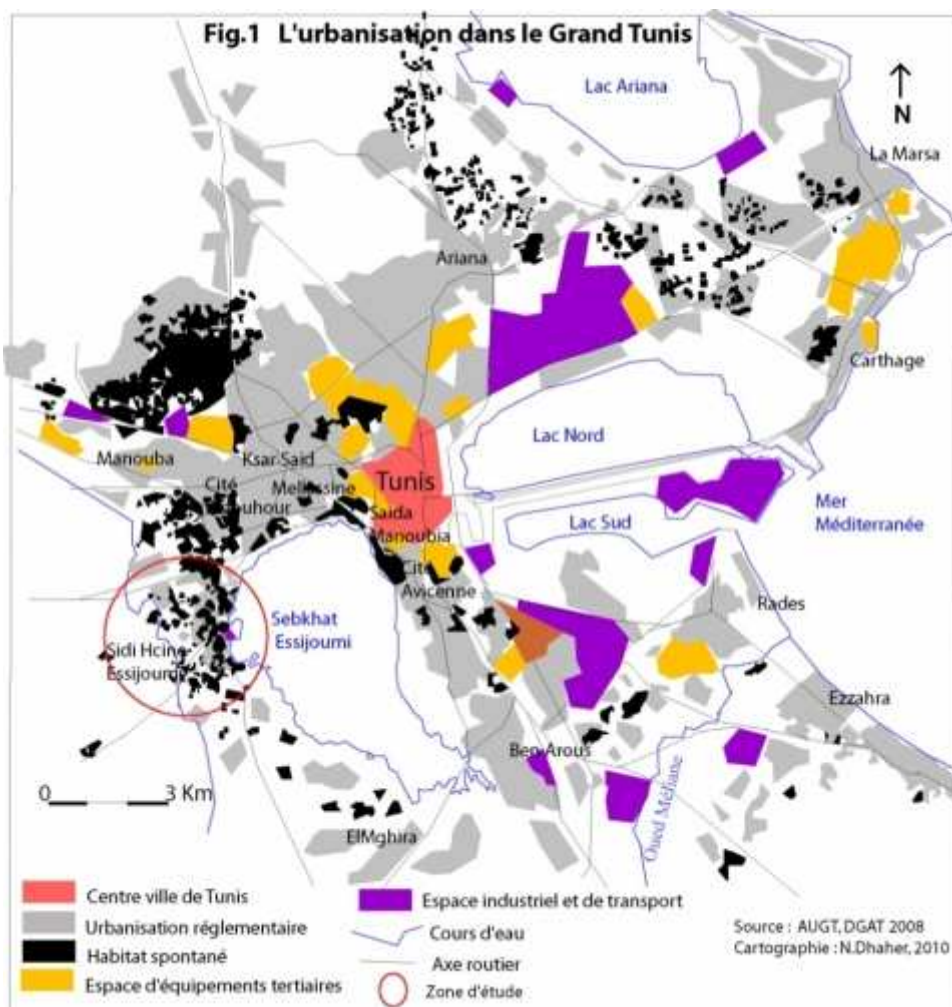 Fig.1 L'urbanisation dans le Grand Tunis
Lac Ariana
N
La Marsa
Ariana
Carthage
Lac Nord
Manouba
Ksar Said
Cité
Mellassine
Tunis
Saida
Manoubia
Lac Sud
Mer
Méditerranée
Cité
Avicenne
Rades
Sebkhat
Essijoumi
Sidi Hcine
Essijoumi
Ezzahra
Ben Arous
Oued Méliane
0 3 Km
ElMghira
Centre ville de Tunis
Urbanisation réglementaire
Habitat spontané
Espace d'équipements tertiaires
Espace industriel et de transport
Cours d'eau
Axe routier
Zone d'étude
Source : AUGT, DGAT 2008
Cartographie : N.Dhaher, 2010